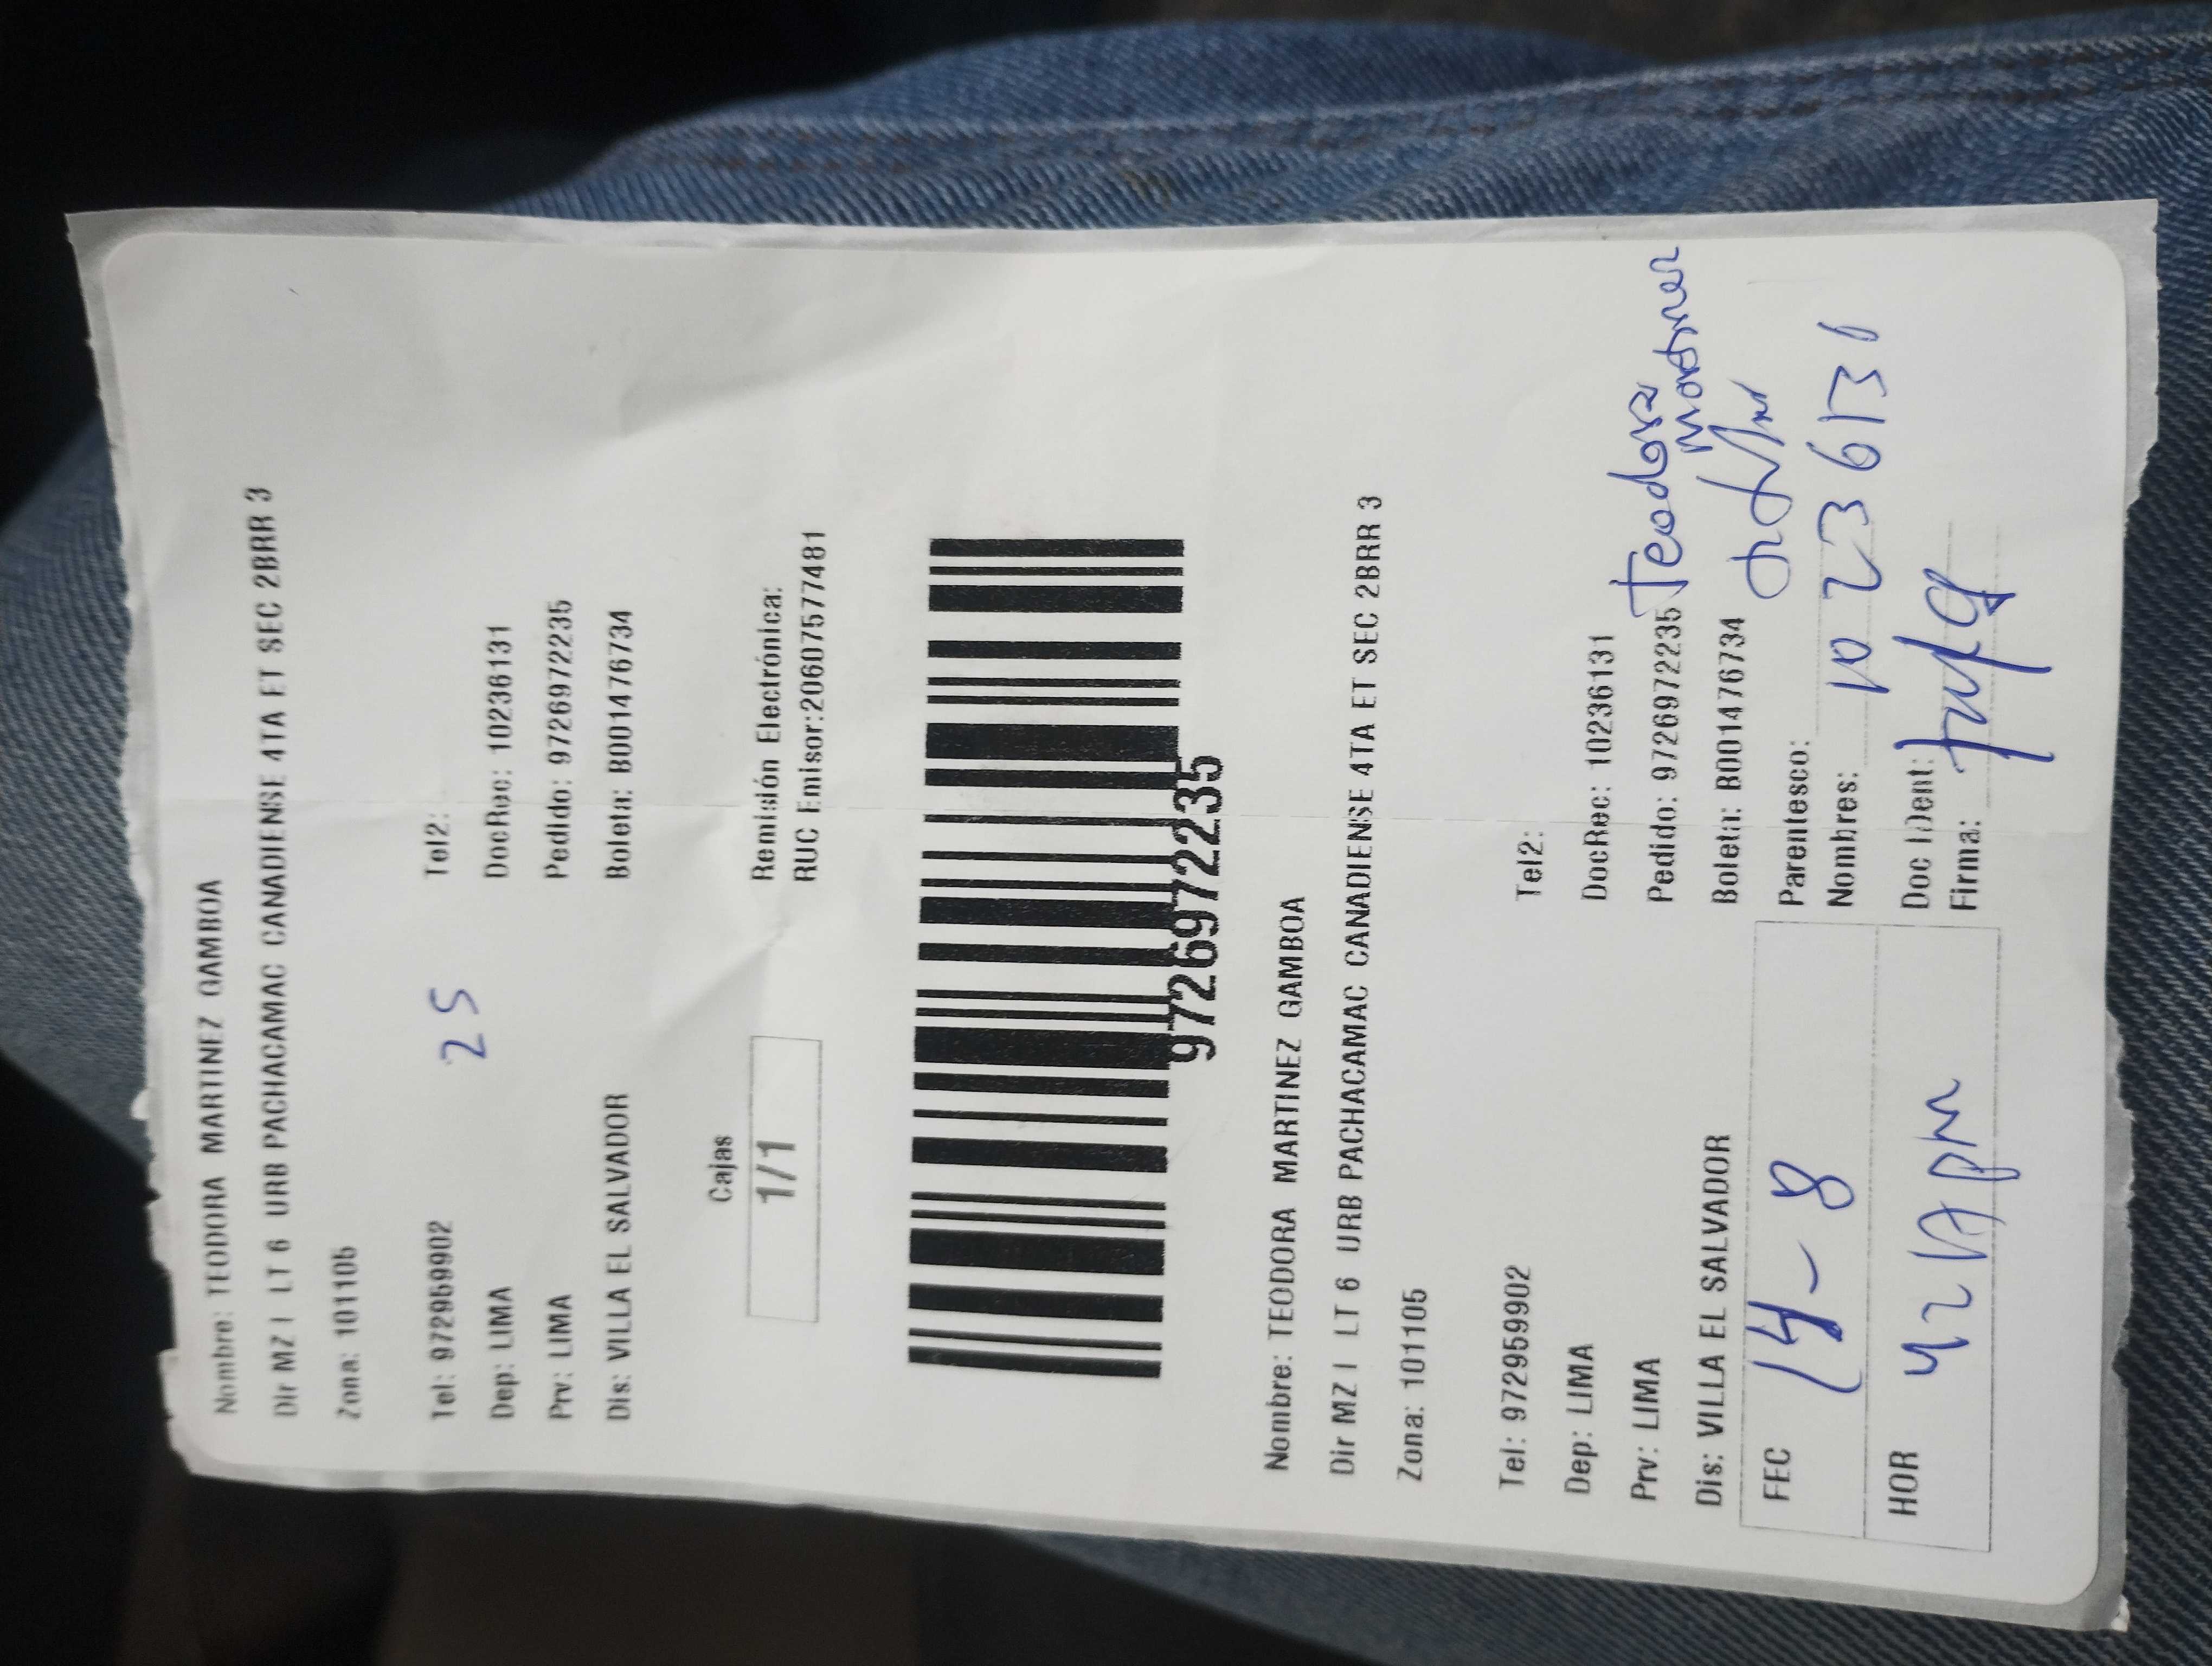 Nombre: TEODORA MARTINEZ GAMBOA
Dir MZ I LT 6 URB PACHACAMAC CANADIENSE 4TA ET SEC 2BRR 3
Zona: 101105
Tel: 972959902 Tel2:
25
Dep: LIMA DocRec: 10236131
Prv: LIMA Pedido: 9726972235
Dis: VILLA EL SALVADOR Boleta: B001476734
Cajas Remisión Electrónica:
1/1 RUC Emisor:20607577481
9726972235
Nombre: TEODORA MARTINEZ GAMBOA
Dir MZ I LT 6 URB PACHACAMAC CANADIENSE 4TA ET SEC 2BRR 3
Zona: 101105
Tel: 972959902 Tel2:
Dep: LIMA DocRec: 10236131
Prv: LIMA Pedido: 9726972235 Teodora
Dis: VILLA EL SALVADOR Boleta: B001476734
FEC 14-8 Parentesco:
Nombres:
HOR Doc Ident:
Firma: